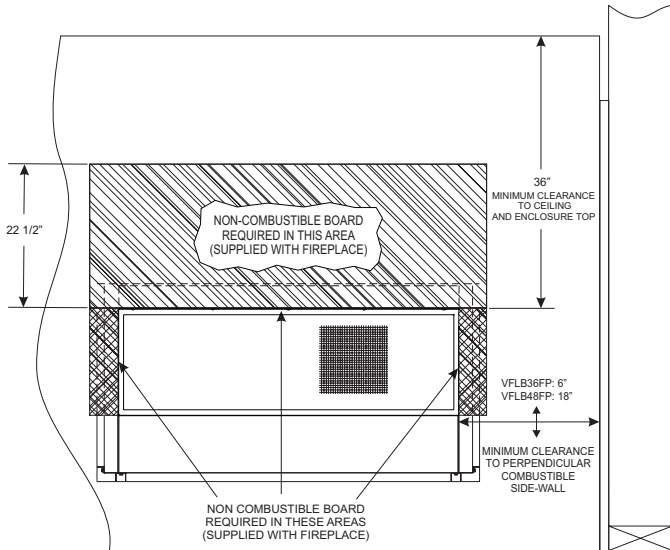 36”
MINIMUM CLEARANCE
TO CEILING
AND ENCLOSURE TOP
22 1/2”
NON-COMBUSTIBLE BOARD
REQUIRED IN THIS AREA
(SUPPLIED WITH FIREPLACE)
VFLB36FP: 6”
VFLB48FP: 18”
MINIMUM CLEARANCE
TO PERPENDICULAR
COMBUSTIBLE
SIDE-WALL
NON COMBUSTIBLE BOARD
REQUIRED IN THESE AREAS
(SUPPLIED WITH FIREPLACE)